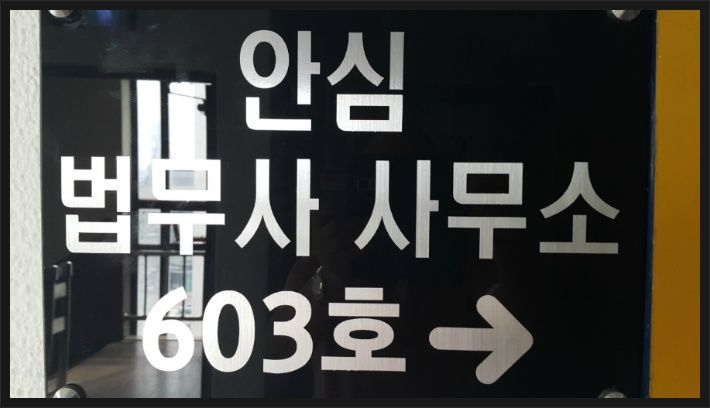 안심
법무사 사무소
603호 →